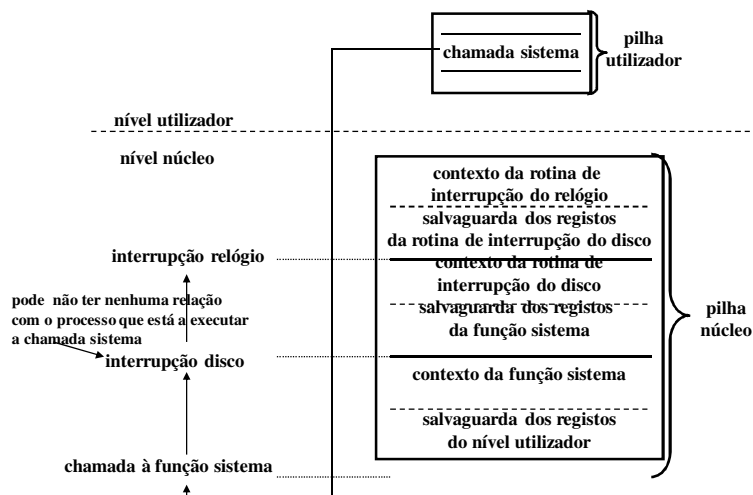 chamada sistema
pilha
utilizador
nível utilizador
nível núcleo
contexto da rotina de
interrupção do relógio
salvaguarda dos registos
da rotina de interrupção do disco
interrupção relógio
contexto da rotina de
interrupção do disco
pode não ter nenhuma relação
com o processo que está a executar
a chamada sistema
salvaguarda dos registos
da função sistema
pilha
núcleo
interrupção disco
contexto da função sistema
salvaguarda dos registos
do nível utilizador
chamada à função sistema